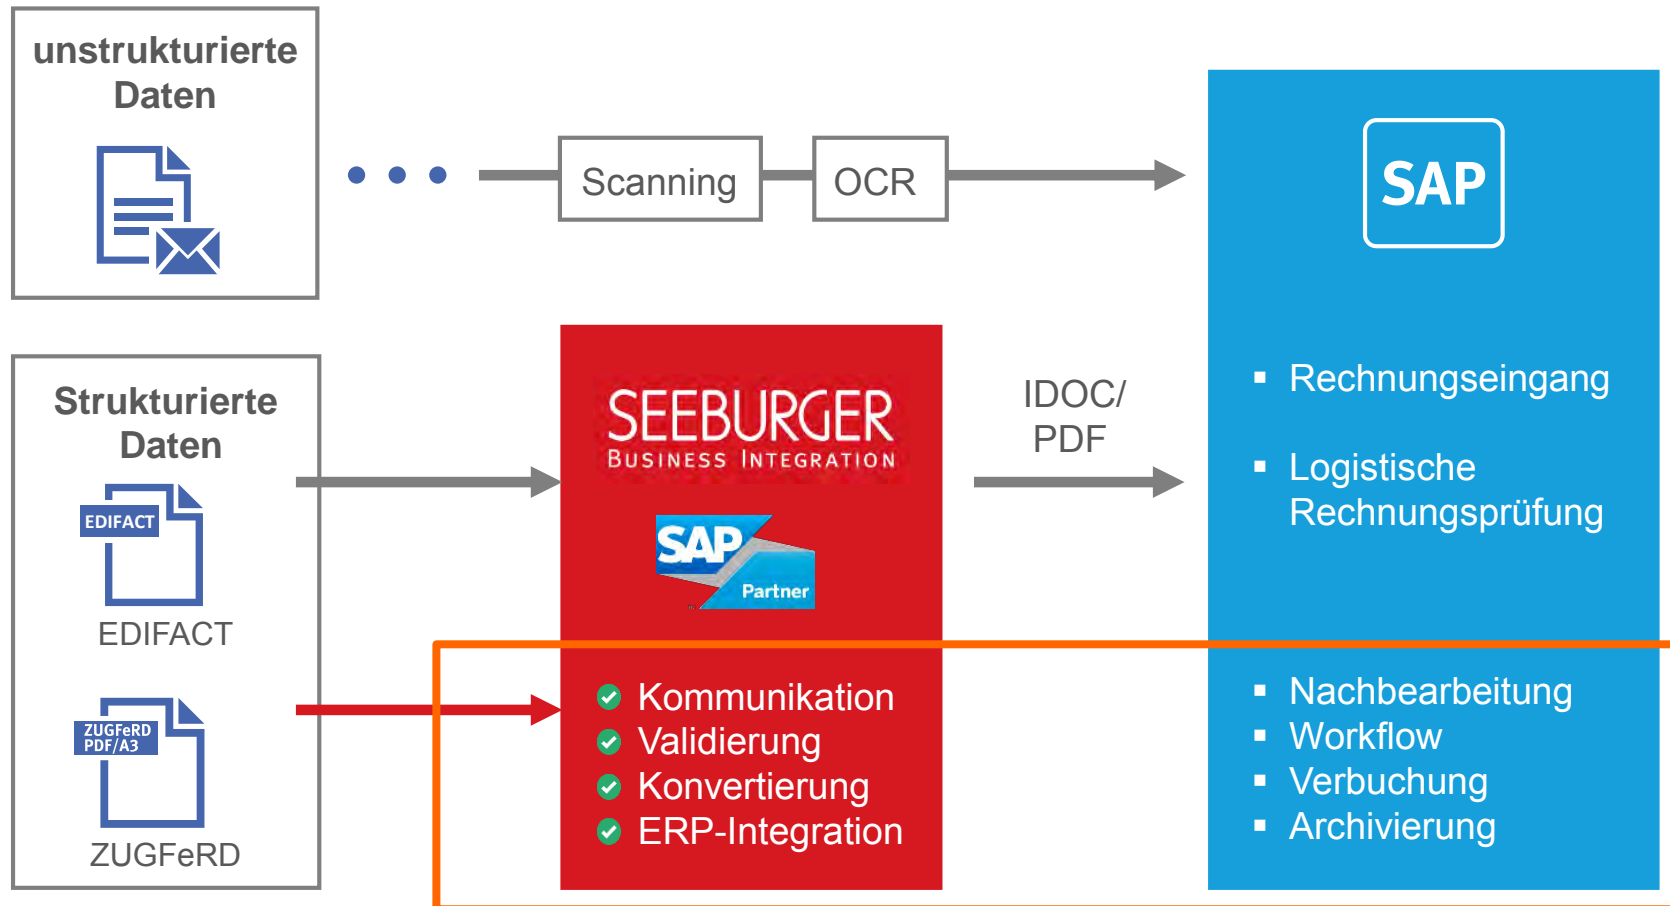 unstrukturierte
Daten
Scanning
OCR
SAP
Strukturierte
Daten
EDIFACT
EDIFACT
ZUGFeRD
PDF/A3
ZUGFeRD
SEEBURGER
BUSINESS INTEGRATION
SAP
Partner
Kommunikation
Validierung
Konvertierung
ERP-Integration
IDOC/
PDF
▪ Rechnungseingang
▪ Logistische
Rechnungsprüfung
▪ Nachbearbeitung
▪ Workflow
▪ Verbuchung
▪ Archivierung